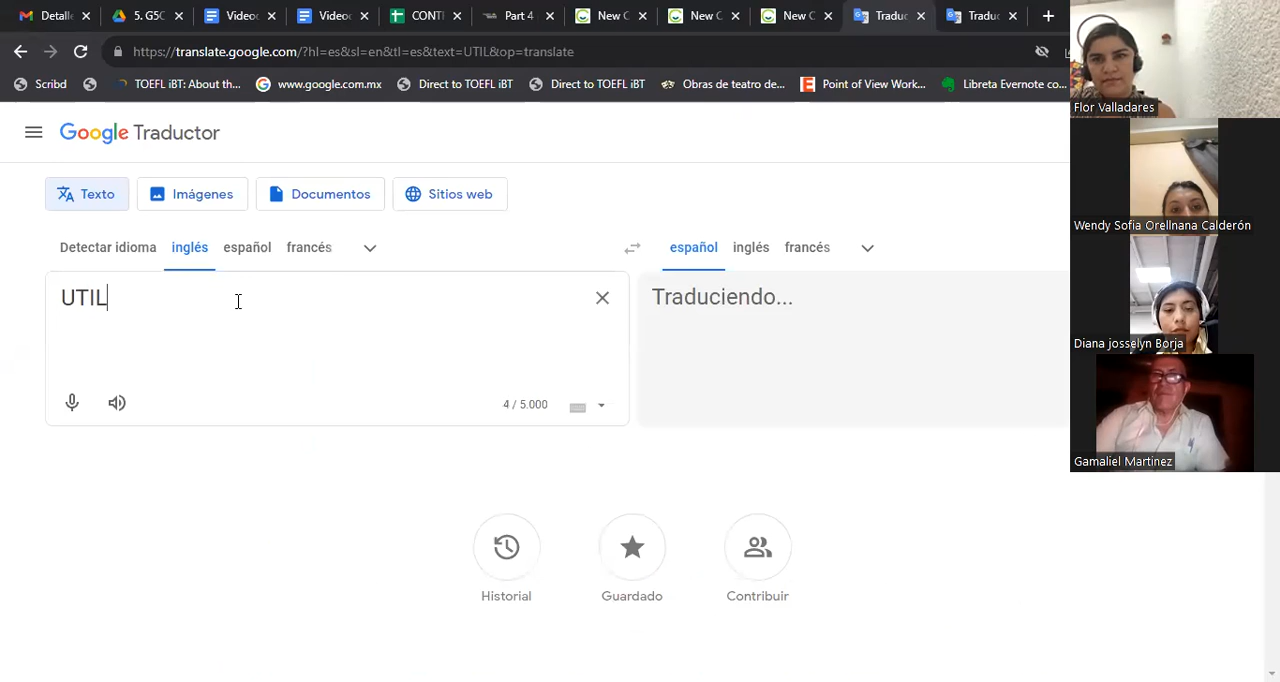 Detalle
5. G5C
Videoc
Videoc
CONTI
Part 4 -
New C
New C
New C
Traduc
Traduc
https://translate.google.com/?hl=es&sl=en&tl=es&text=UTIL&op=translate
Scribd
TOEFL iBT: About th...
www.google.com.mx
Direct to TOEFL iBT
Direct to TOEFL iBT
Obras de teatro de...
Point of View Work...
Libreta Evernote co...
Google Traductor
Texto
Imágenes
Documentos
Sitios web
Detectar idioma
inglés
español
francés
español
inglés
francés
UTIL
Traduciendo...
4 / 5.000
Historial
Guardado
Contribuir
Flor Valladares
Wendy Sofia Orellnana Calderón
Diana josselyn Borja
Gamaliel Martinez